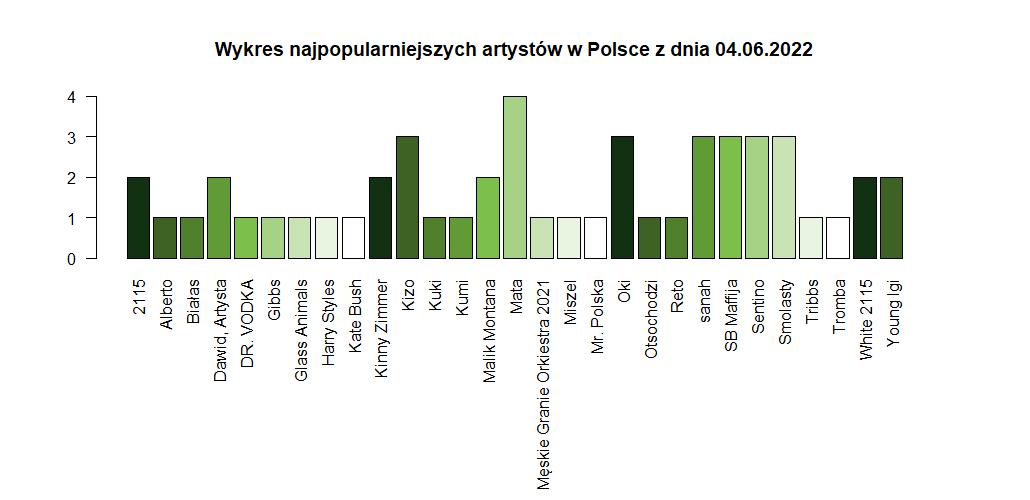 Wykres najpopularniejszych artystów w Polsce z dnia 04.06.2022
4
3
2
1
0
2115
Alberto
Białas
Dawid, Artysta
DR. VODKA
Gibbs
Glass Animals
Harry Styles
Kate Bush
Kinny Zimmer
Kizo
Kuki
Kumi
Malik Montana
Mata
Męskie Granie Orkiestra 2021
Miszel
Mr. Polska
Oki
Otsochodzi
Reto
sanah
SB Maffija
Sentino
Smolasty
Tribbs
Tromba
White 2115
Young Igi